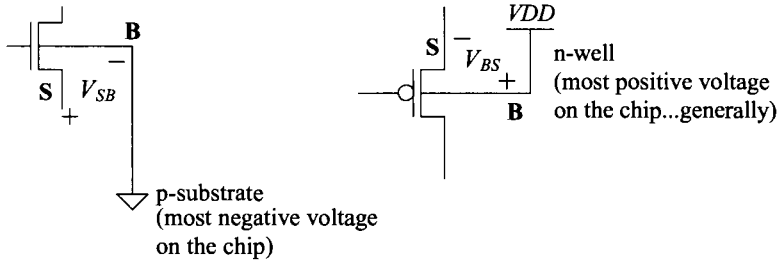 B
−
S
V_SB
+
p-substrate
(most negative voltage
on the chip)
VDD
S
−
V_BS
+
B
n-well
(most positive voltage
on the chip...generally)